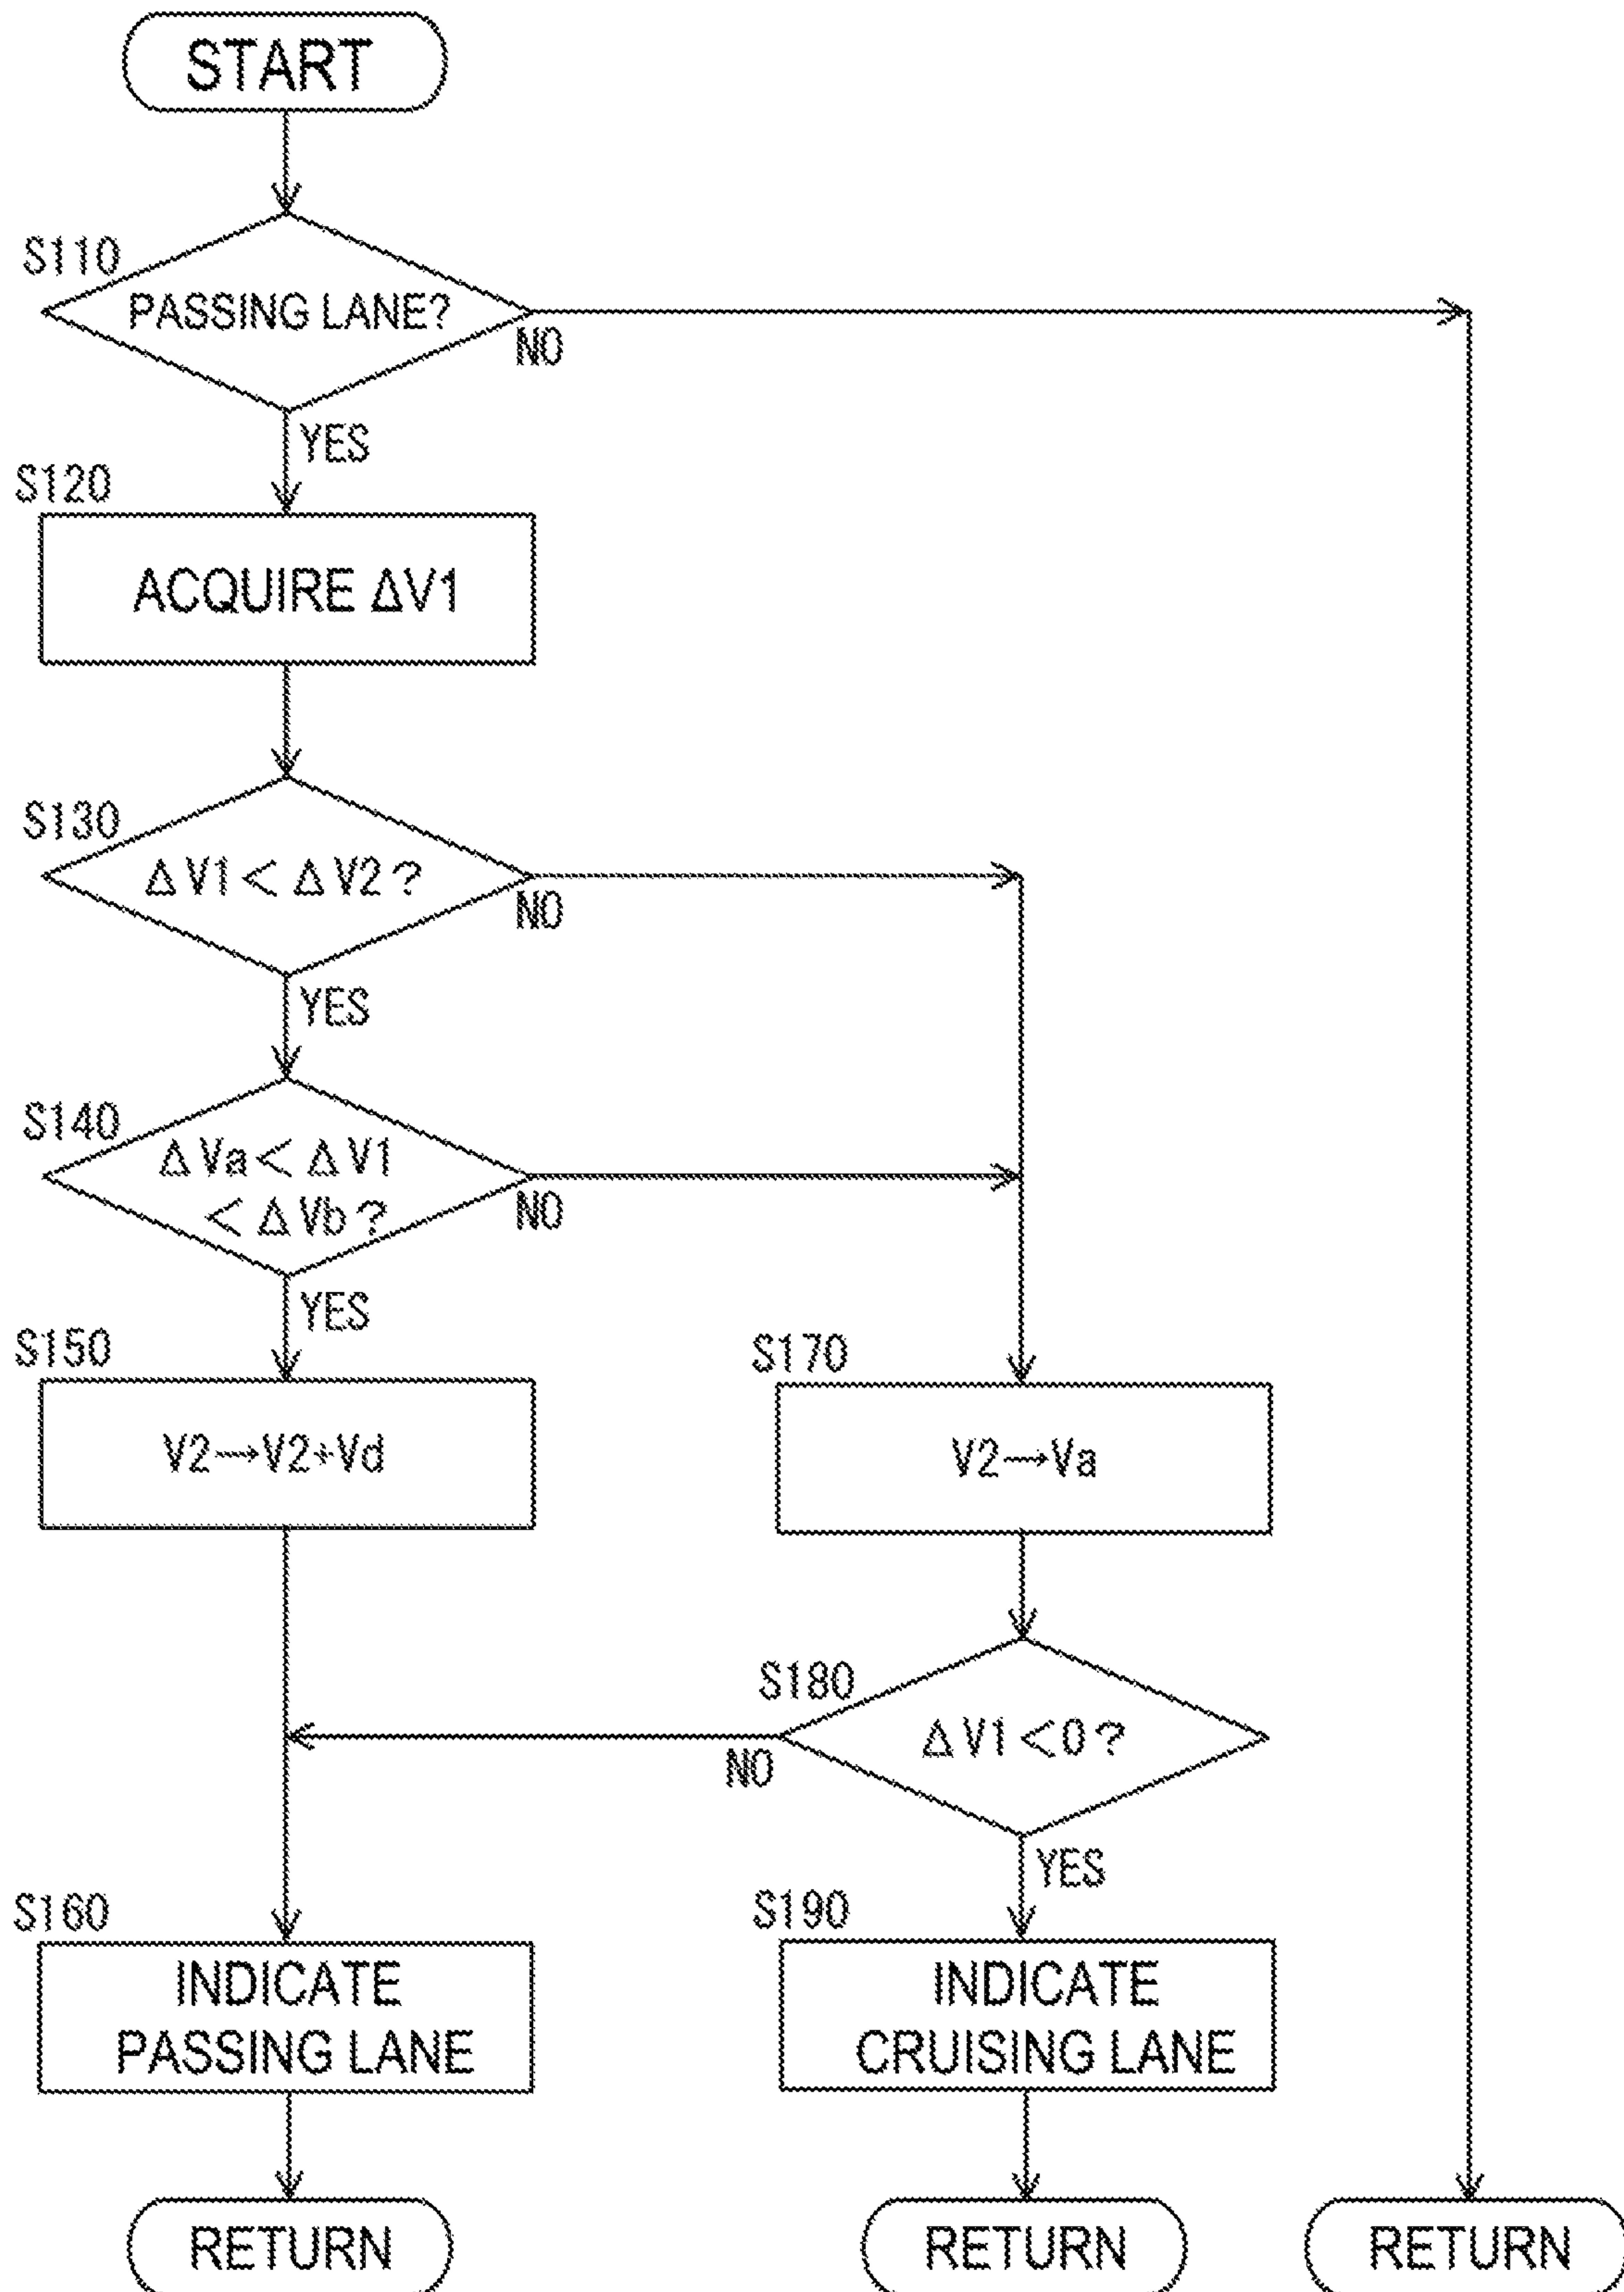 START
S110
PASSING LANE?
NO
YES
S120
ACQUIRE ΔV1
S130
ΔV1<ΔV2?
NO
YES
S140
ΔVa<ΔV1
<ΔVb?
NO
YES
S150
V2→V2+Vd
S170
V2→Va
S180
ΔV1<0?
NO
YES
S160
INDICATE
PASSING LANE
S190
INDICATE
CRUISING LANE
RETURN
RETURN
RETURN